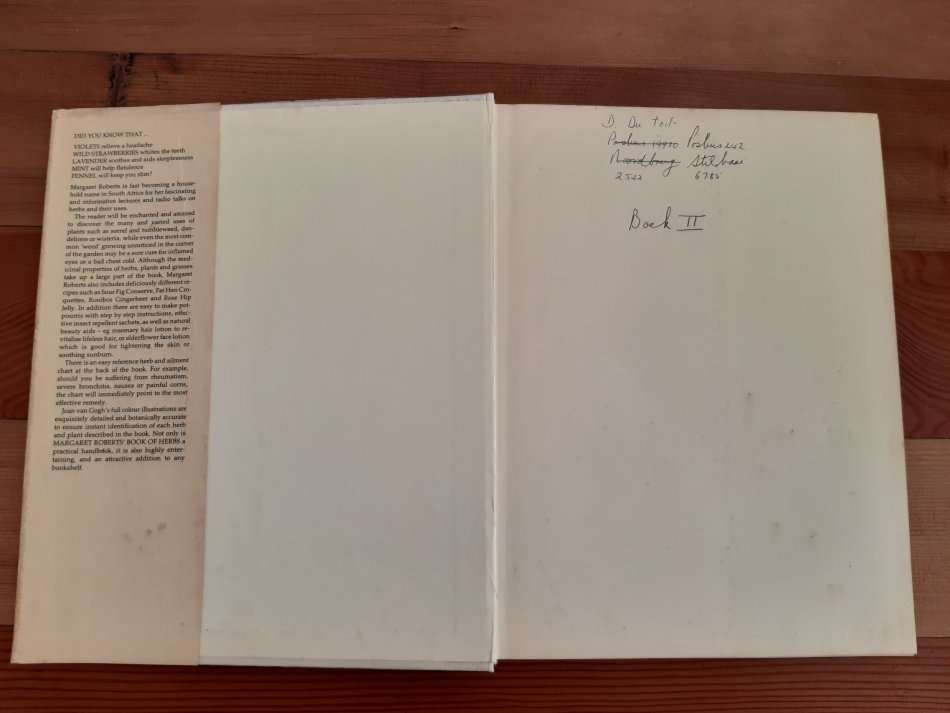 DID YOU KNOW THAT ...
VIOLETS relieve a headache
WILD STRAWBERRIES whiten the teeth
LAVENDER soothes and aids sleeplessness
MINT will help flatulence
FENNEL will keep you slim?
Margaret Roberts is fast becoming a house-
hold name in South Africa for her fascinating
and informative lectures and radio talks on
herbs and their uses.
The reader will be enchanted and amused
to discover the many and varied uses of
plants such as sorrel and tumbleweed, dan-
delions or wisteria, while even the most com-
mon 'weed' growing unnoticed in the corner
of the garden may be a sure cure for inflamed
eyes or a bad chest cold. Although the med-
icinal properties of herbs, plants and grasses
take up a large part of the book, Margaret
Roberts also includes deliciously different re-
cipes such as Sour Fig Conserve, Fat Hen Cro-
quettes, Rooibos Gingerbeer and Rose Hip
Jelly. In addition there are easy to make pot-
pourris with step by step instructions, effec-
tive insect repellent sachets, as well as natural
beauty aids – eg rosemary hair lotion to re-
vitalise lifeless hair, or elderflower face lotion
which is good for tightening the skin or
soothing sunburn.
There is an easy reference herb and ailment
chart at the back of the book. For example,
should you be suffering from rheumatism,
severe bronchitis, nausea or painful corns,
the chart will immediately point to the most
effective remedy.
Joan van Gogh's full colour illustrations are
exquisitely detailed and botanically accurate
to ensure instant identification of each herb
and plant described in the book. Not only is
MARGARET ROBERTS' BOOK OF HERBS a
practical handbook, it is also highly enter-
taining, and an attractive addition to any
bookshelf.
D. Du Toit
Posbus Posbus 242
Noordbrug Stilbaai
6785
Boek II